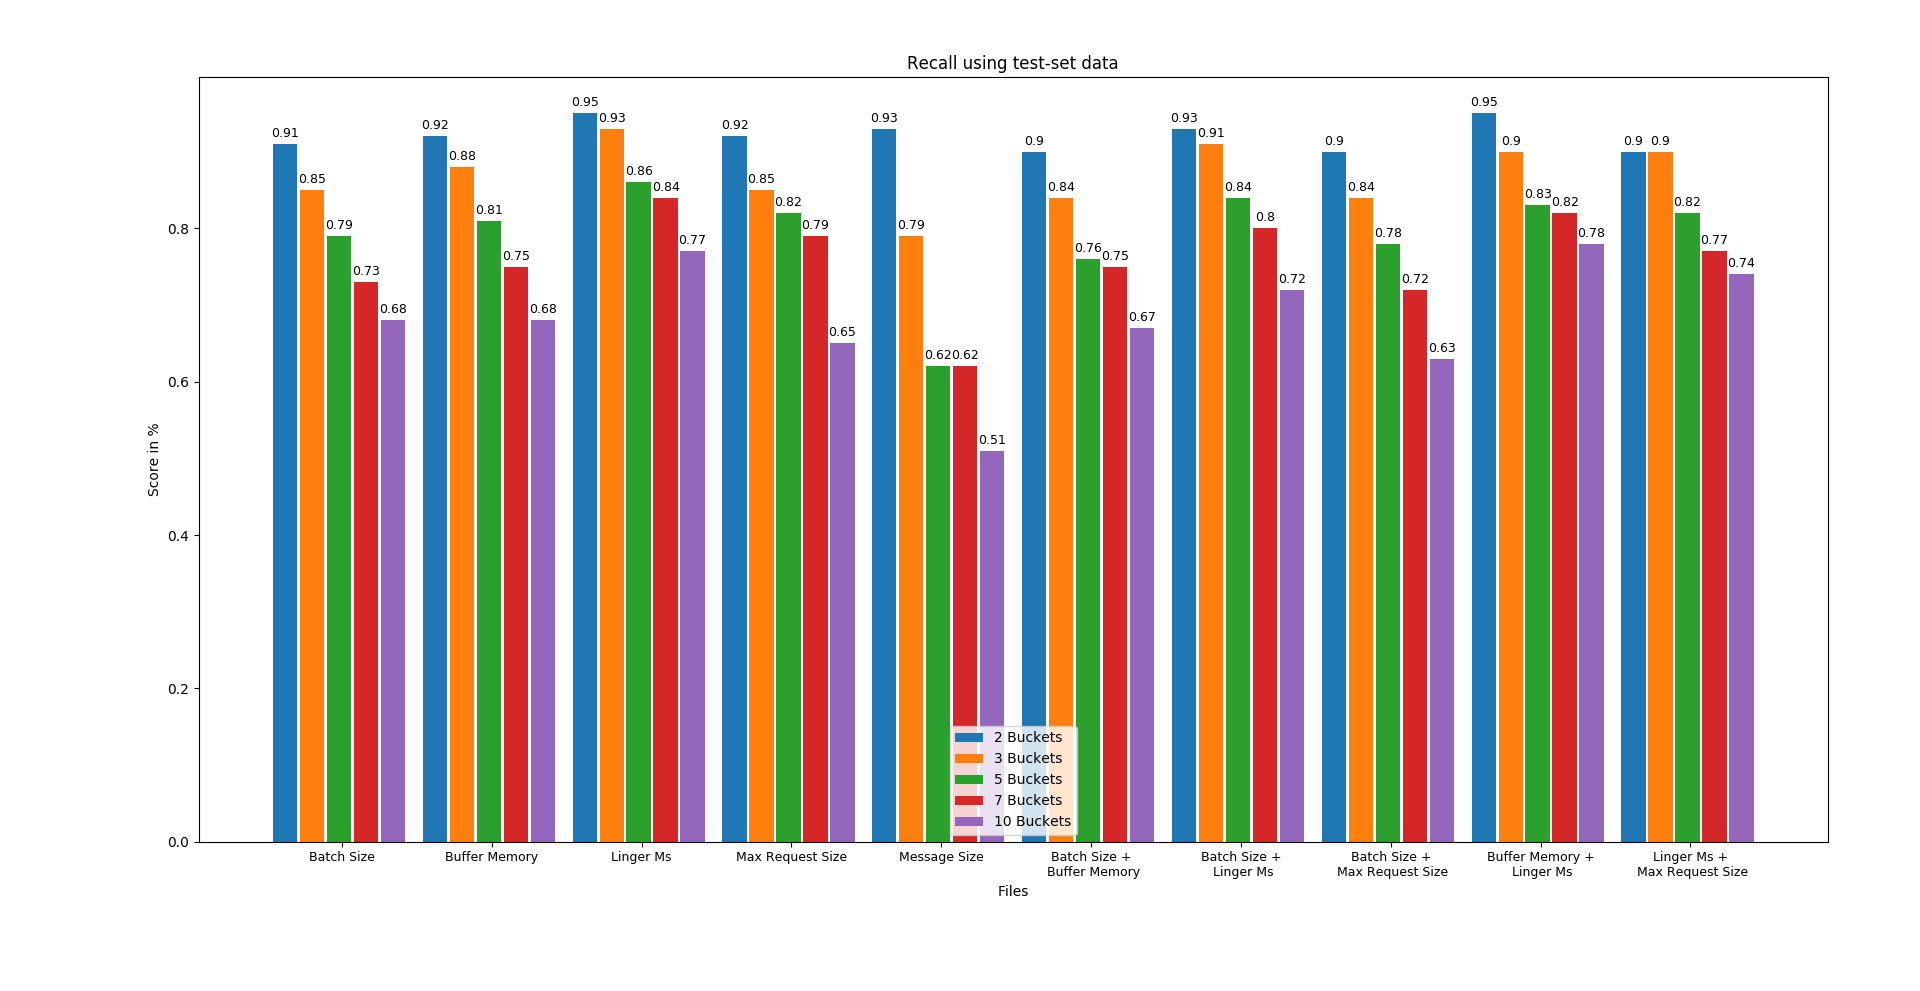 Recall using test-set data
Score in %
0.8
0.6
0.4
0.2
0.0
0.91 0.85 0.79 0.73 0.68
0.92 0.88 0.81 0.75 0.68
0.95 0.93 0.86 0.84 0.77
0.92 0.85 0.82 0.79 0.65
0.93 0.79 0.62 0.62 0.51
0.9 0.84 0.76 0.75 0.67
0.93 0.91 0.84 0.8 0.72
0.9 0.84 0.78 0.72 0.63
0.95 0.9 0.83 0.82 0.78
0.9 0.9 0.82 0.77 0.74
2 Buckets
3 Buckets
5 Buckets
7 Buckets
10 Buckets
Batch Size
Buffer Memory
Linger Ms
Max Request Size
Message Size
Batch Size +
Buffer Memory
Batch Size +
Linger Ms
Batch Size +
Max Request Size
Buffer Memory +
Linger Ms
Linger Ms +
Max Request Size
Files